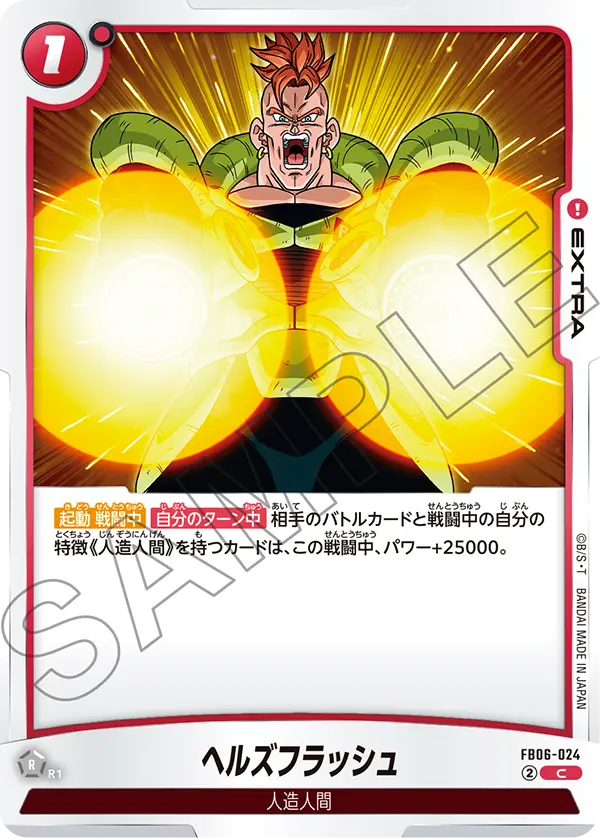 1
EXTRA
起動 戦闘中 自分のターン中 相手のバトルカードと戦闘中の自分の
特徴《人造人間》を持つカードは、この戦闘中、パワー+25000。
SAMPLE
©B/S・T BANDAI MADE IN JAPAN
ヘルズフラッシュ
FB06-024
R R1
② C
人造人間